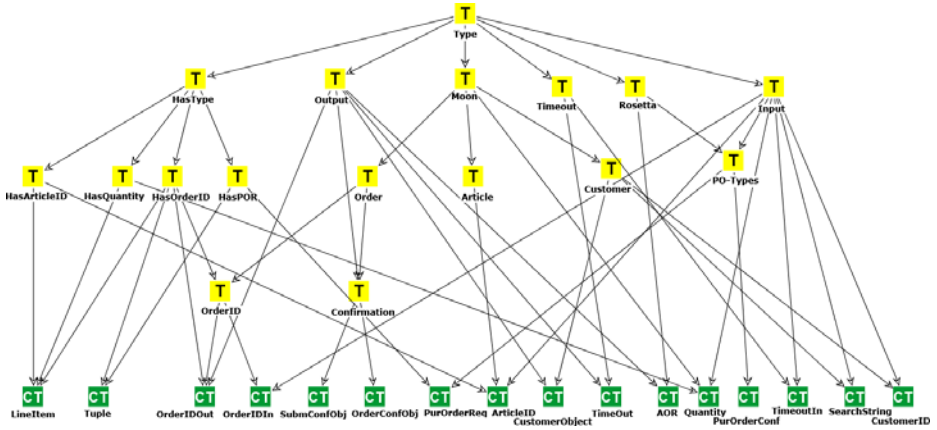 T
Type
T T T T T T
HasType Output Moon Timeout Rosetta Input
T T T T T T T T
HasArticleID HasQuantity HasOrderID HasPOR Order Article Customer PO-Types
T T
OrderID Confirmation
CT CT CT CT CT CT CT CT CT CT CT CT CT CT CT CT
LineItem Tuple OrderIDOut OrderIDIn SubmConfObj OrderConfObj PurOrderReq ArticleID CustomerObject TimeOut AOR Quantity PurOrderConf TimeoutIn SearchString CustomerID